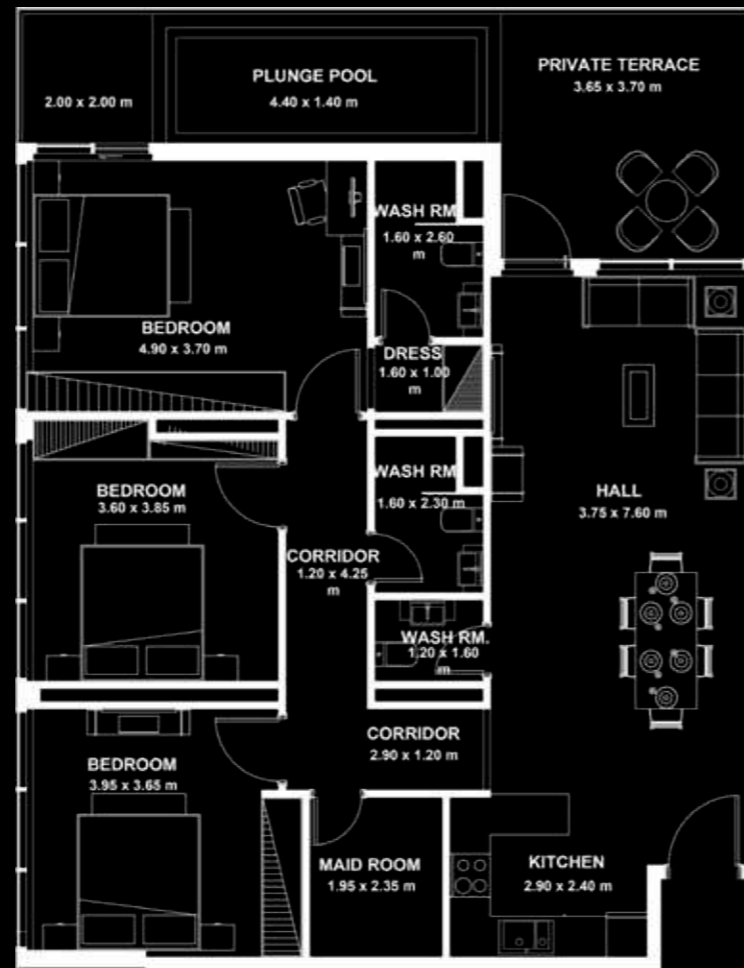 PLUNGE POOL
4.40 x 1.40 m
PRIVATE TERRACE
3.65 x 3.70 m
2.00 x 2.00 m
WASH RM
1.60 x 2.60
m
BEDROOM
4.90 x 3.70 m
DRESS
1.60 x 1.00
m
WASH RM
1.60 x 2.30 m
BEDROOM
3.60 x 3.85 m
HALL
3.75 x 7.60 m
CORRIDOR
1.20 x 4.25
m
WASH RM.
1.20 x 1.60
m
CORRIDOR
2.90 x 1.20 m
BEDROOM
3.95 x 3.65 m
MAID ROOM
1.95 x 2.35 m
KITCHEN
2.90 x 2.40 m